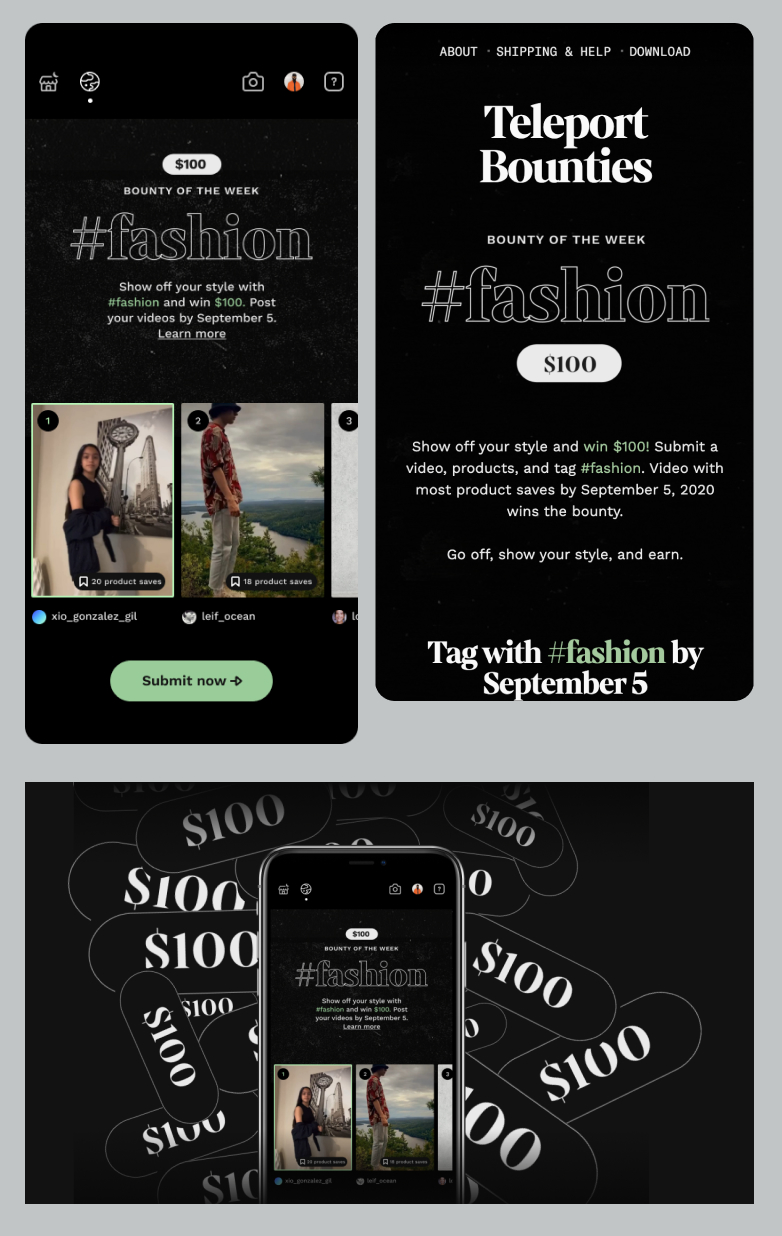 ?
$100
BOUNTY OF THE WEEK
#fashion
Show off your style with
#fashion and win $100. Post
your videos by September 5.
Learn more
1
2
3
20 product saves
18 product saves
xio_gonzalez_gil
leif_ocean
Submit now
ABOUT · SHIPPING & HELP · DOWNLOAD
Teleport
Bounties
BOUNTY OF THE WEEK
#fashion
$100
Show off your style and win $100! Submit a
video, products, and tag #fashion. Video with
most product saves by September 5, 2020
wins the bounty.
Go off, show your style, and earn.
Tag with #fashion by
September 5
$100
$100
$100
$100
$100
$100
$100
$100
$100
?
$100
BOUNTY OF THE WEEK
#fashion
Show off your style with
#fashion and win $100. Post
your videos by September 5.
Learn more
1
2
3
20 product saves
18 product saves
xio_gonzalez_gil
leif_ocean